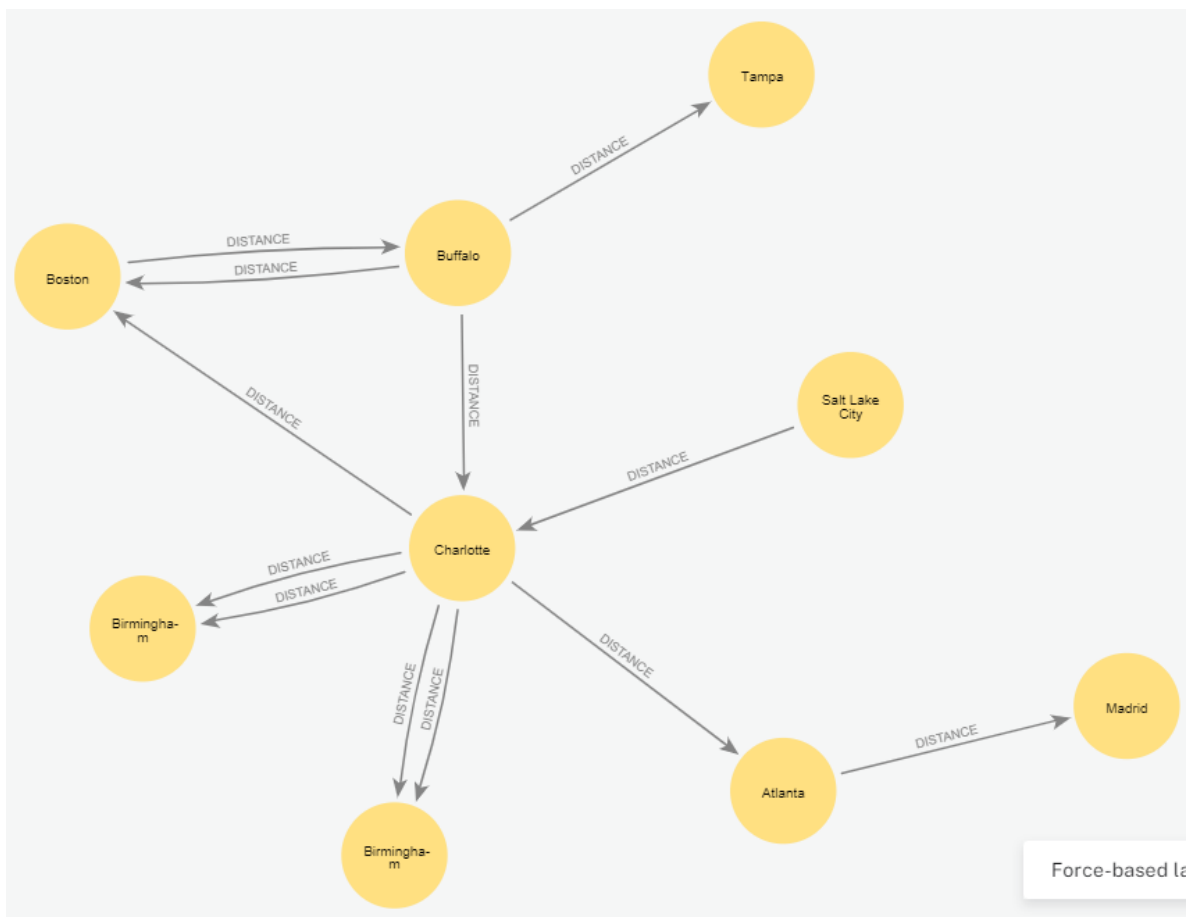 Tampa
DISTANCE
DISTANCE
Buffalo
DISTANCE
Boston
DISTANCE
Salt Lake
City
DISTANCE
DISTANCE
Charlotte
DISTANCE
DISTANCE
Birmingha-
m
DISTANCE
DISTANCE
DISTANCE
Madrid
DISTANCE
Atlanta
Birmingha-
m
Force-based la